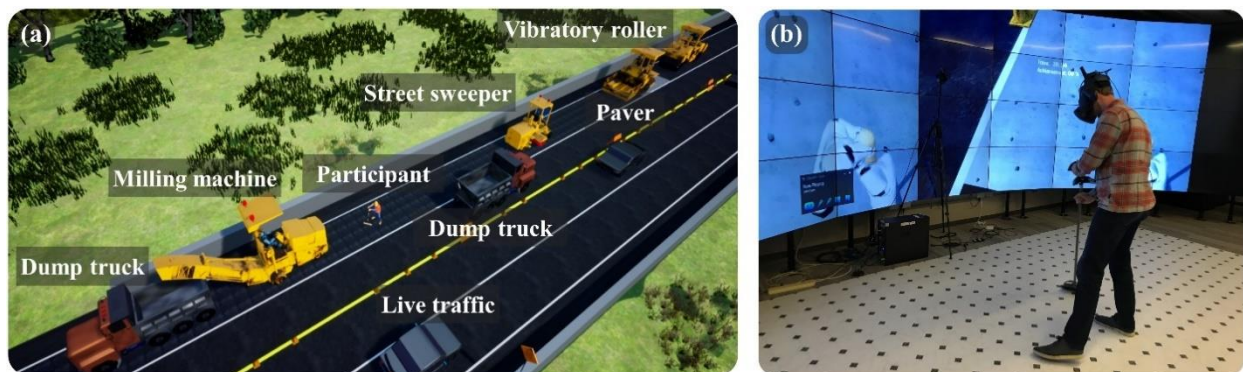 (a)
Vibratory roller
Street sweeper
Paver
Milling machine
Participant
Dump truck
Dump truck
Live traffic
(b)